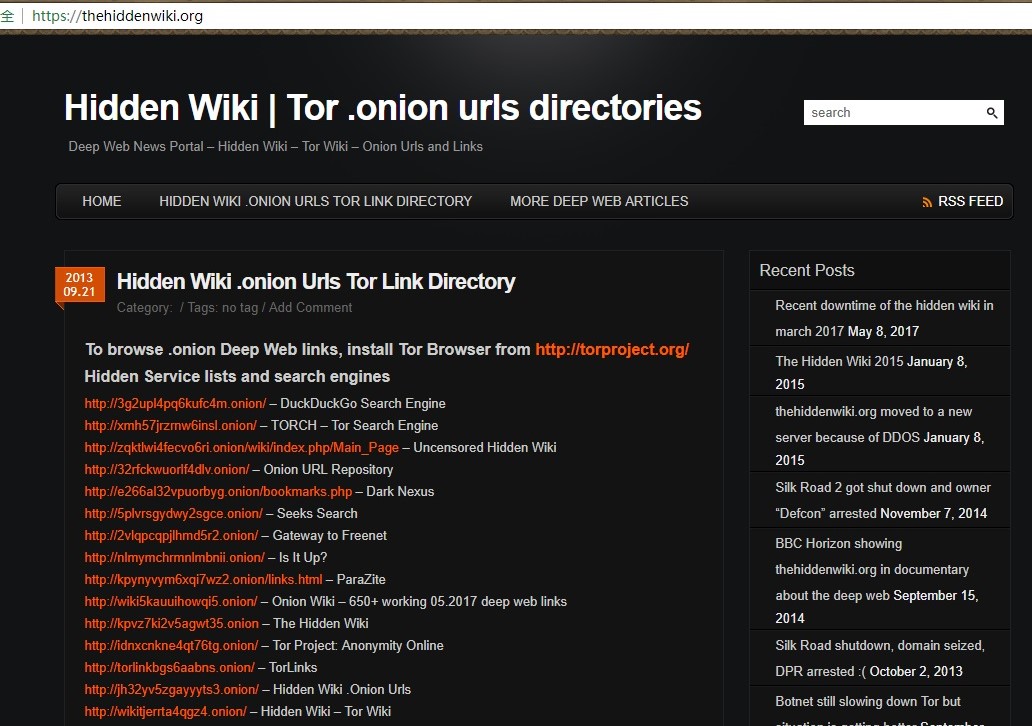 全 | https://thehiddenwiki.org
Hidden Wiki | Tor .onion urls directories
search
Deep Web News Portal – Hidden Wiki – Tor Wiki – Onion Urls and Links
HOME HIDDEN WIKI .ONION URLS TOR LINK DIRECTORY MORE DEEP WEB ARTICLES RSS FEED
2013
09.21
Hidden Wiki .onion Urls Tor Link Directory
Category: / Tags: no tag / Add Comment
To browse .onion Deep Web links, install Tor Browser from http://torproject.org/
Hidden Service lists and search engines
http://3g2upl4pq6kufc4m.onion/ – DuckDuckGo Search Engine
http://xmh57jrzrnw6insl.onion/ – TORCH – Tor Search Engine
http://zqktlwi4fecvo6ri.onion/wiki/index.php/Main_Page – Uncensored Hidden Wiki
http://32rfckwuorlf4dlv.onion/ – Onion URL Repository
http://e266al32vpuorbyg.onion/bookmarks.php – Dark Nexus
http://5plvrsgydwy2sgce.onion/ – Seeks Search
http://2vlqpcqpjlhmd5r2.onion/ – Gateway to Freenet
http://nlmymchrmnlmbnii.onion/ – Is It Up?
http://kpynyvym6xqi7wz2.onion/links.html – ParaZite
http://wiki5kauuihowqi5.onion/ – Onion Wiki – 650+ working 05.2017 deep web links
http://kpvz7ki2v5agwt35.onion – The Hidden Wiki
http://idnxcnkne4qt76tg.onion/ – Tor Project: Anonymity Online
http://torlinkbgs6aabns.onion/ – TorLinks
http://jh32yv5zgayyyts3.onion/ – Hidden Wiki .Onion Urls
http://wikitjerrta4qgz4.onion/ – Hidden Wiki – Tor Wiki
Recent Posts
Recent downtime of the hidden wiki in
march 2017 May 8, 2017
The Hidden Wiki 2015 January 8,
2015
thehiddenwiki.org moved to a new
server because of DDOS January 8,
2015
Silk Road 2 got shut down and owner
“Defcon” arrested November 7, 2014
BBC Horizon showing
thehiddenwiki.org in documentary
about the deep web September 15,
2014
Silk Road shutdown, domain seized,
DPR arrested :( October 2, 2013
Botnet still slowing down Tor but
situation is getting better September